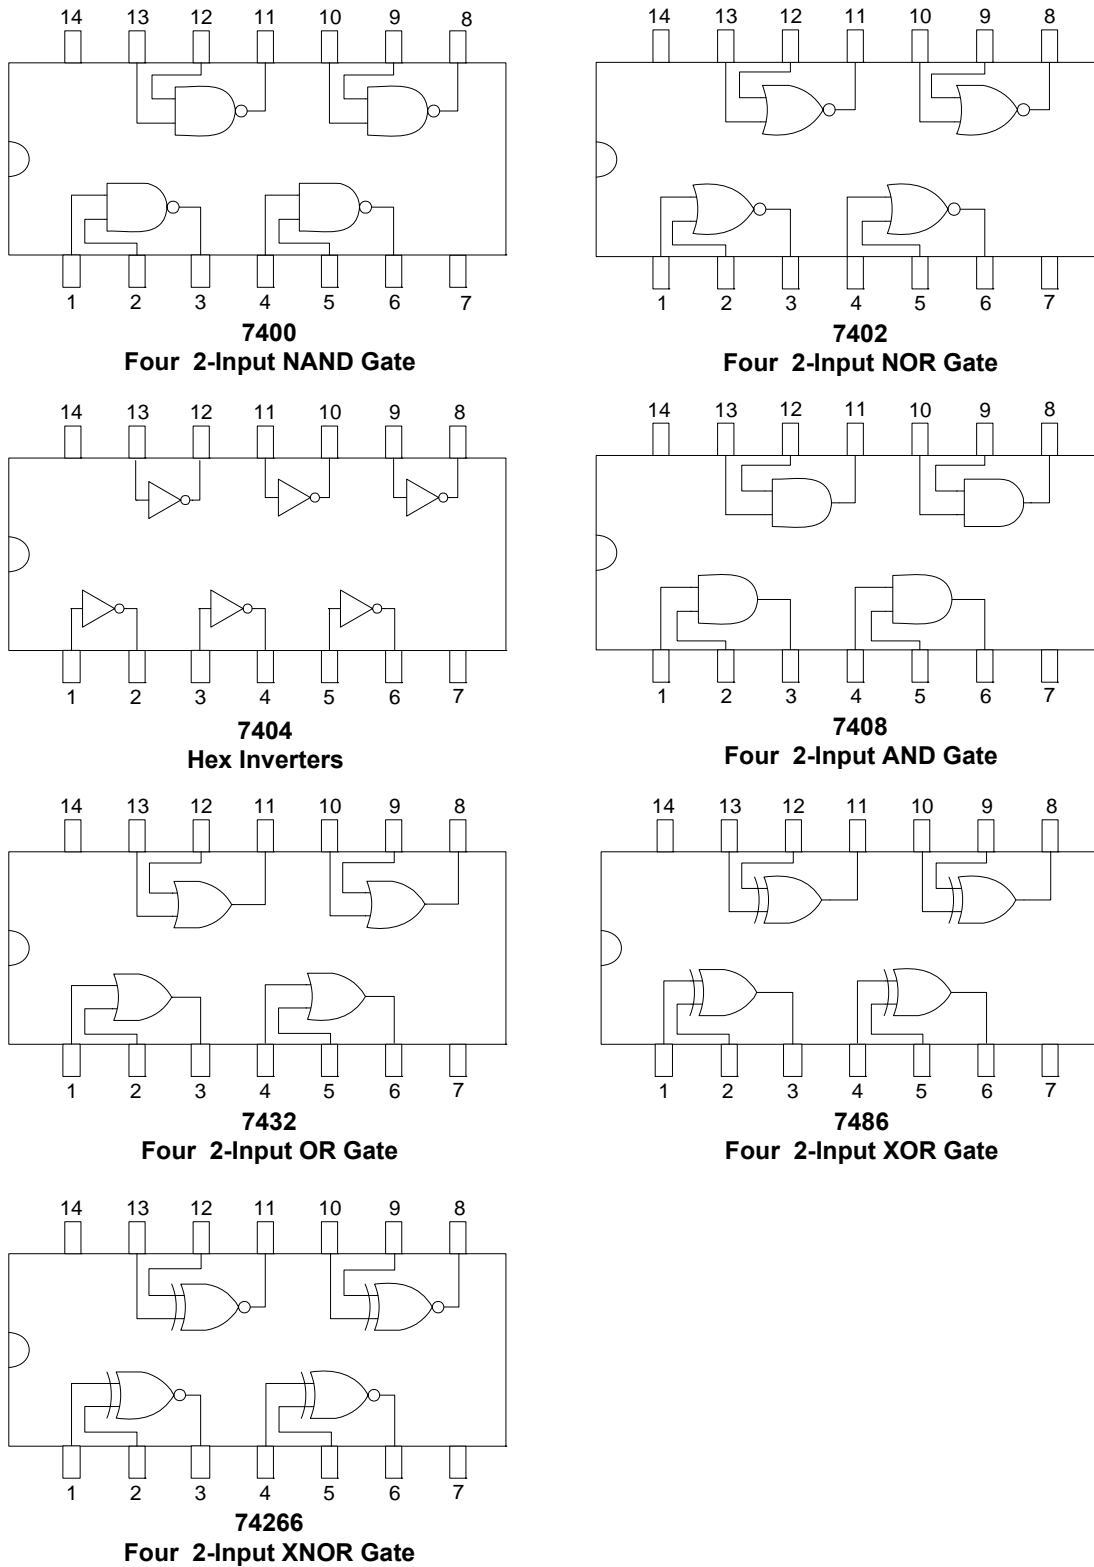 14 13 12 11 10 9 8
1 2 3 4 5 6 7
7400
Four 2-Input NAND Gate
14 13 12 11 10 9 8
1 2 3 4 5 6 7
7402
Four 2-Input NOR Gate
14 13 12 11 10 9 8
1 2 3 4 5 6 7
7404
Hex Inverters
14 13 12 11 10 9 8
1 2 3 4 5 6 7
7408
Four 2-Input AND Gate
14 13 12 11 10 9 8
1 2 3 4 5 6 7
7432
Four 2-Input OR Gate
14 13 12 11 10 9 8
1 2 3 4 5 6 7
7486
Four 2-Input XOR Gate
14 13 12 11 10 9 8
1 2 3 4 5 6 7
74266
Four 2-Input XNOR Gate